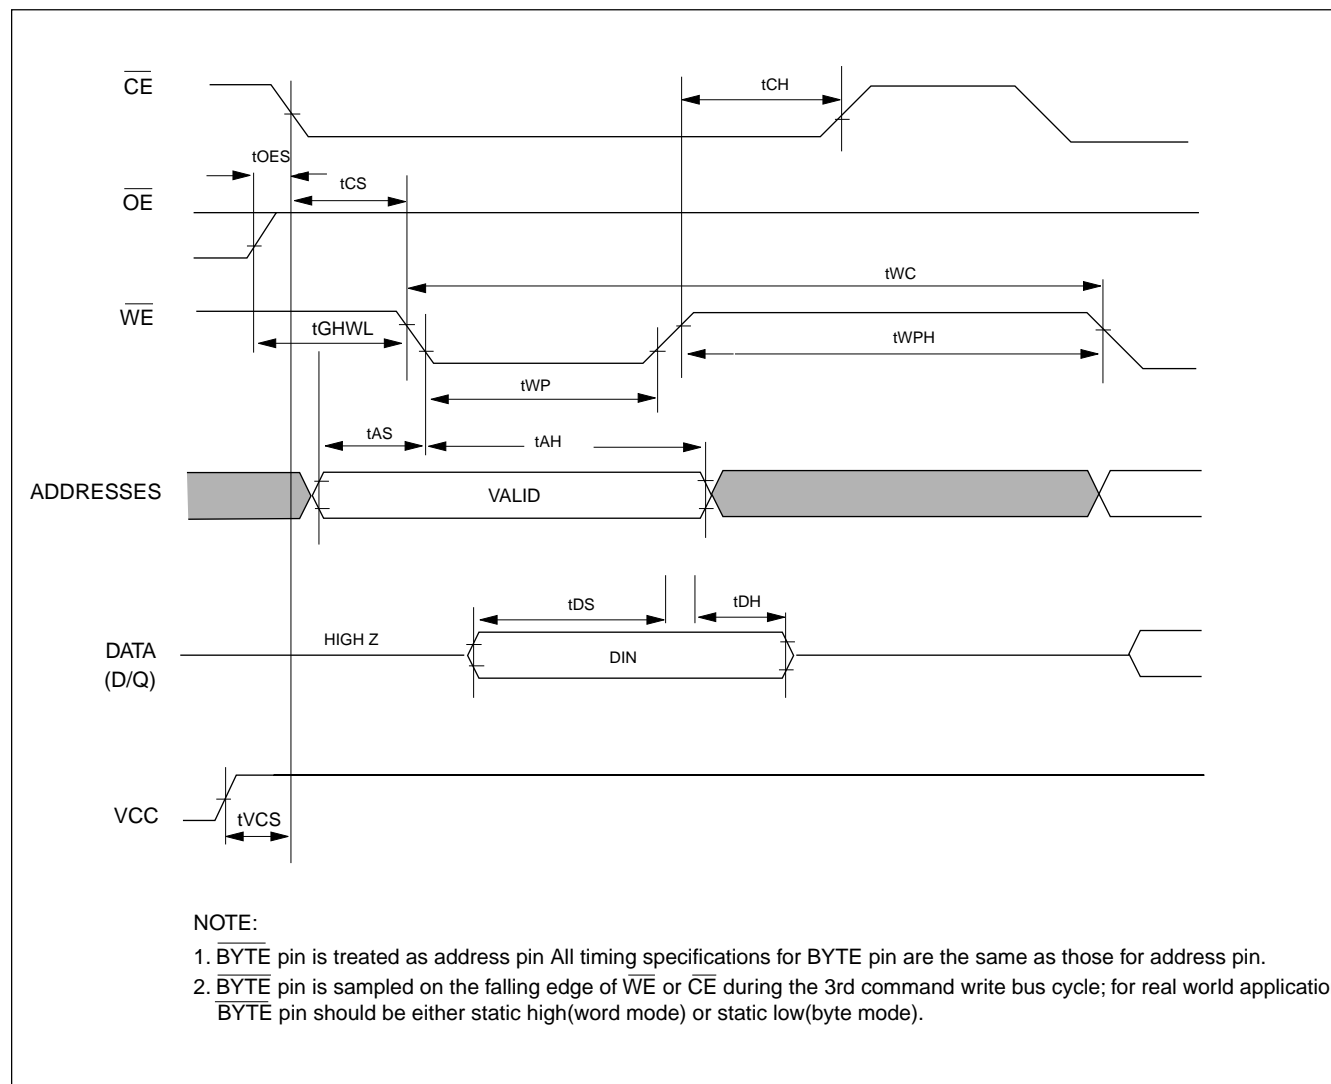 CE
tCH
tOES
tCS
OE
tWC
WE
tGHWL
tWPH
tWP
tAS
tAH
ADDRESSES
VALID
tDS
tDH
HIGH Z
DATA
(D/Q)
DIN
VCC
tVCS
NOTE:
1. BYTE pin is treated as address pin All timing specifications for BYTE pin are the same as those for address pin.
2. BYTE pin is sampled on the falling edge of WE or CE during the 3rd command write bus cycle; for real world applicatio
BYTE pin should be either static high(word mode) or static low(byte mode).